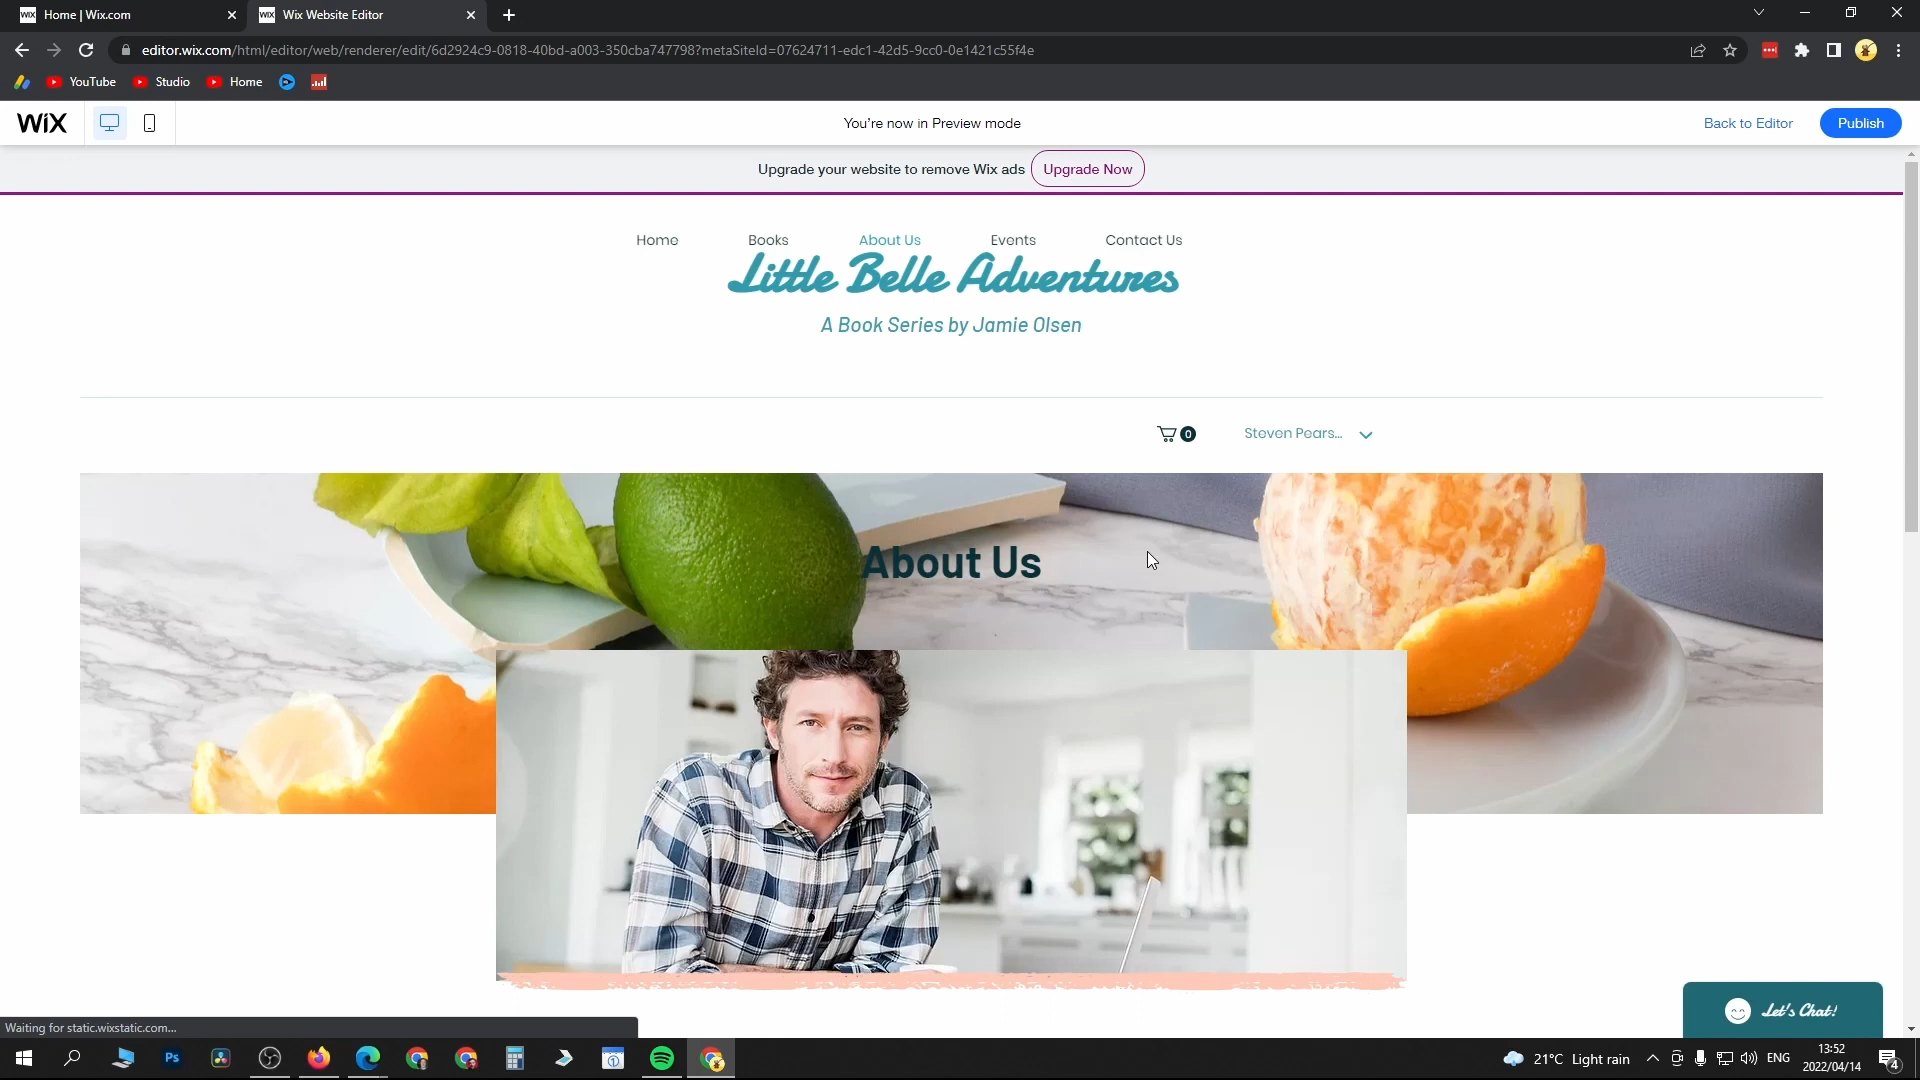 Home | Wix.com
Wix Website Editor
editor.wix.com/html/editor/web/renderer/edit/6d2924c9-0818-40bd-a003-350cba747798?metaSiteId=07624711-edc1-42d5-9cc0-0e1421c55f4e
YouTube
Studio
Home
WIX
You're now in Preview mode
Back to Editor
Publish
Upgrade your website to remove Wix ads
Upgrade Now
Home
Books
About Us
Events
Contact Us
Little Belle Adventures
A Book Series by Jamie Olsen
0
Steven Pears...
About Us
Let's Chat!
Waiting for static.wixstatic.com...
Ps
21°C Light rain
ENG
13:52
2022/04/14
4